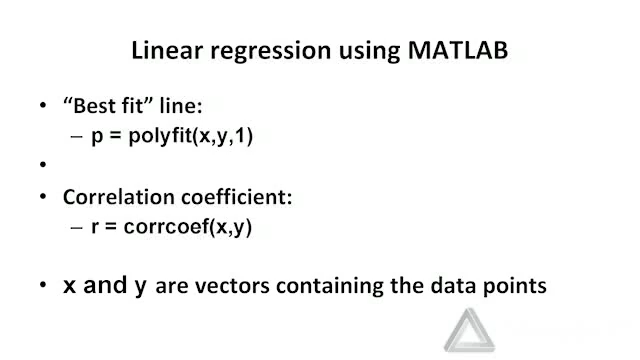 Linear regression using MATLAB
• “Best fit” line:
– p = polyfit(x,y,1)
•
• Correlation coefficient:
– r = corrcoef(x,y)
• x and y are vectors containing the data points